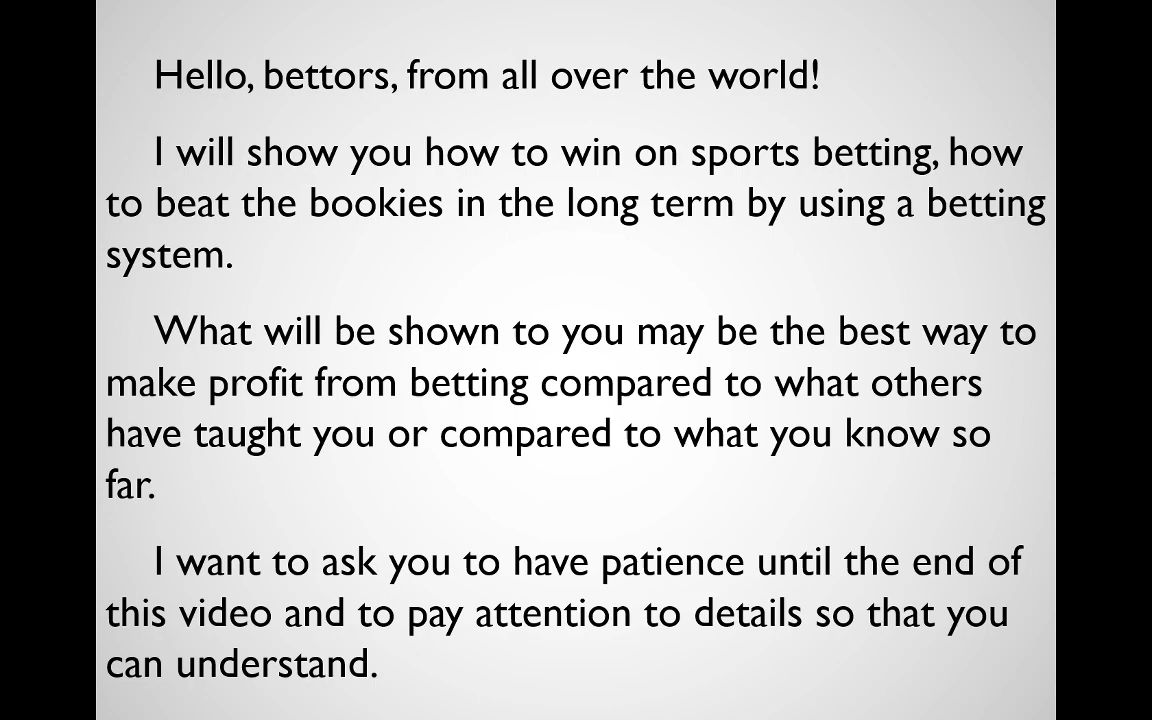 Hello, bettors, from all over the world!
I will show you how to win on sports betting, how
to beat the bookies in the long term by using a betting
system.
What will be shown to you may be the best way to
make profit from betting compared to what others
have taught you or compared to what you know so
far.
I want to ask you to have patience until the end of
this video and to pay attention to details so that you
can understand.